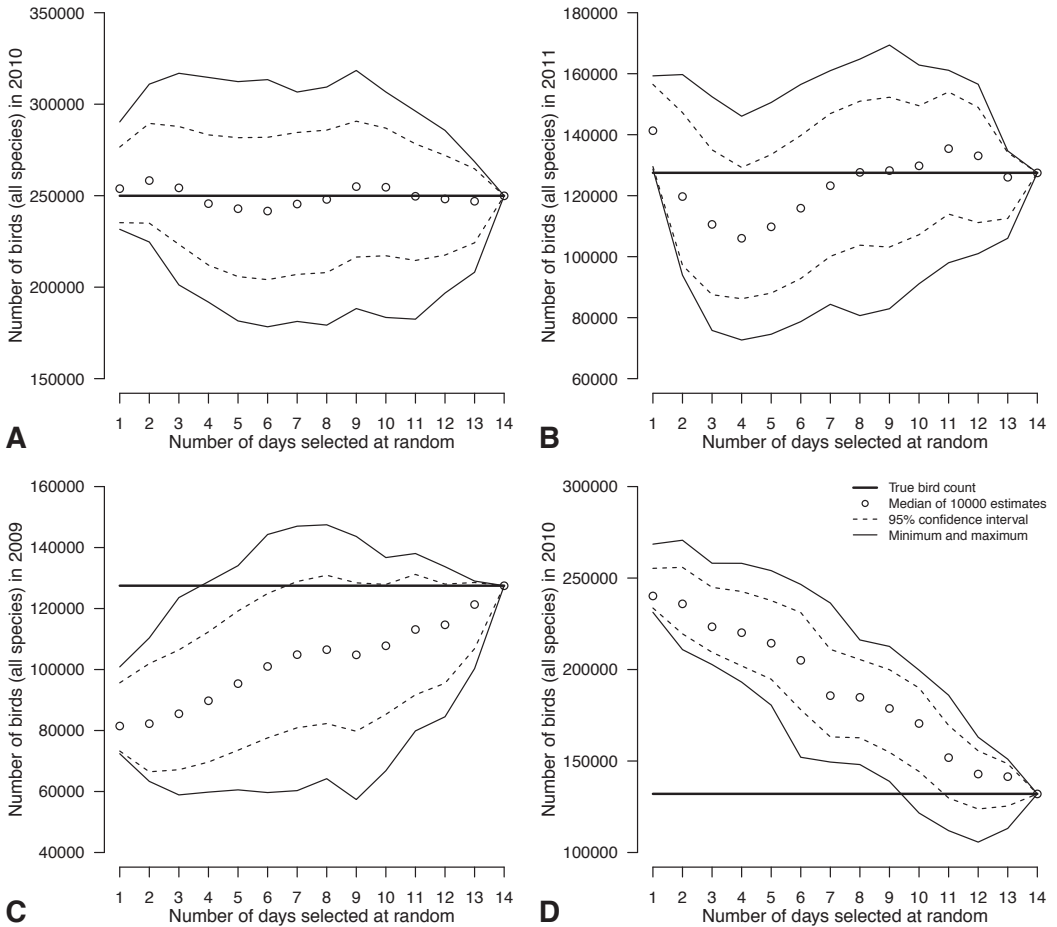 Number of birds (all species) in 2010
350000
300000
250000
200000
150000
1 2 3 4 5 6 7 8 9 10 11 12 13 14
Number of days selected at random
A
Number of birds (all species) in 2011
180000
160000
140000
120000
100000
80000
60000
1 2 3 4 5 6 7 8 9 10 11 12 13 14
Number of days selected at random
B
Number of birds (all species) in 2009
160000
140000
120000
100000
80000
60000
40000
1 2 3 4 5 6 7 8 9 10 11 12 13 14
Number of days selected at random
C
Number of birds (all species) in 2010
300000
250000
200000
150000
100000
True bird count
Median of 10000 estimates
95% confidence interval
Minimum and maximum
1 2 3 4 5 6 7 8 9 10 11 12 13 14
Number of days selected at random
D